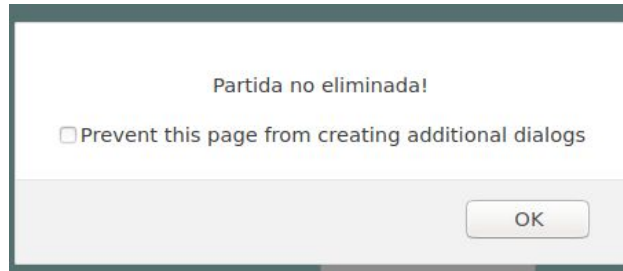 Partida no eliminada!
Prevent this page from creating additional dialogs
OK